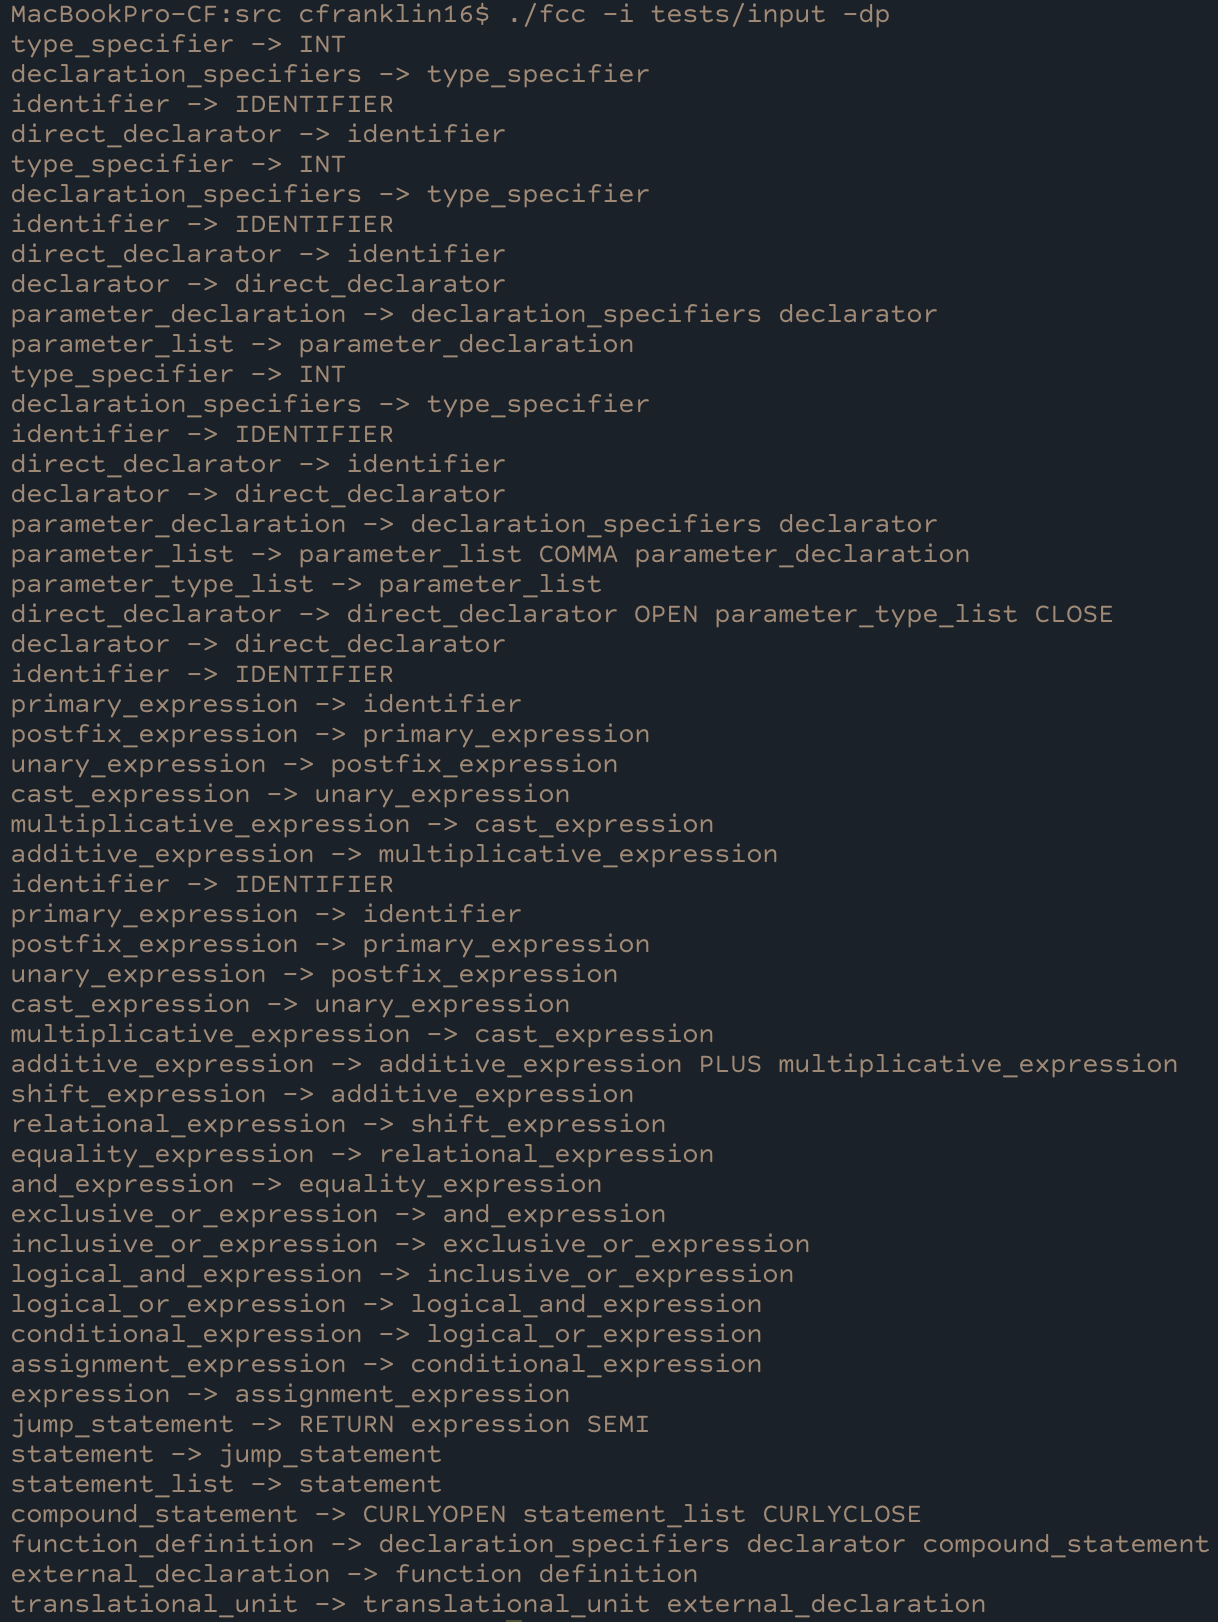 MacBookPro-CF:src cfranklin16$ ./fcc -i tests/input -dp
type_specifier -> INT
declaration_specifiers -> type_specifier
identifier -> IDENTIFIER
direct_declarator -> identifier
type_specifier -> INT
declaration_specifiers -> type_specifier
identifier -> IDENTIFIER
direct_declarator -> identifier
declarator -> direct_declarator
parameter_declaration -> declaration_specifiers declarator
parameter_list -> parameter_declaration
type_specifier -> INT
declaration_specifiers -> type_specifier
identifier -> IDENTIFIER
direct_declarator -> identifier
declarator -> direct_declarator
parameter_declaration -> declaration_specifiers declarator
parameter_list -> parameter_list COMMA parameter_declaration
parameter_type_list -> parameter_list
direct_declarator -> direct_declarator OPEN parameter_type_list CLOSE
declarator -> direct_declarator
identifier -> IDENTIFIER
primary_expression -> identifier
postfix_expression -> primary_expression
unary_expression -> postfix_expression
cast_expression -> unary_expression
multiplicative_expression -> cast_expression
additive_expression -> multiplicative_expression
identifier -> IDENTIFIER
primary_expression -> identifier
postfix_expression -> primary_expression
unary_expression -> postfix_expression
cast_expression -> unary_expression
multiplicative_expression -> cast_expression
additive_expression -> additive_expression PLUS multiplicative_expression
shift_expression -> additive_expression
relational_expression -> shift_expression
equality_expression -> relational_expression
and_expression -> equality_expression
exclusive_or_expression -> and_expression
inclusive_or_expression -> exclusive_or_expression
logical_and_expression -> inclusive_or_expression
logical_or_expression -> logical_and_expression
conditional_expression -> logical_or_expression
assignment_expression -> conditional_expression
expression -> assignment_expression
jump_statement -> RETURN expression SEMI
statement -> jump_statement
statement_list -> statement
compound_statement -> CURLYOPEN statement_list CURLYCLOSE
function_definition -> declaration_specifiers declarator compound_statement
external_declaration -> function definition
translational_unit -> translational_unit external_declaration